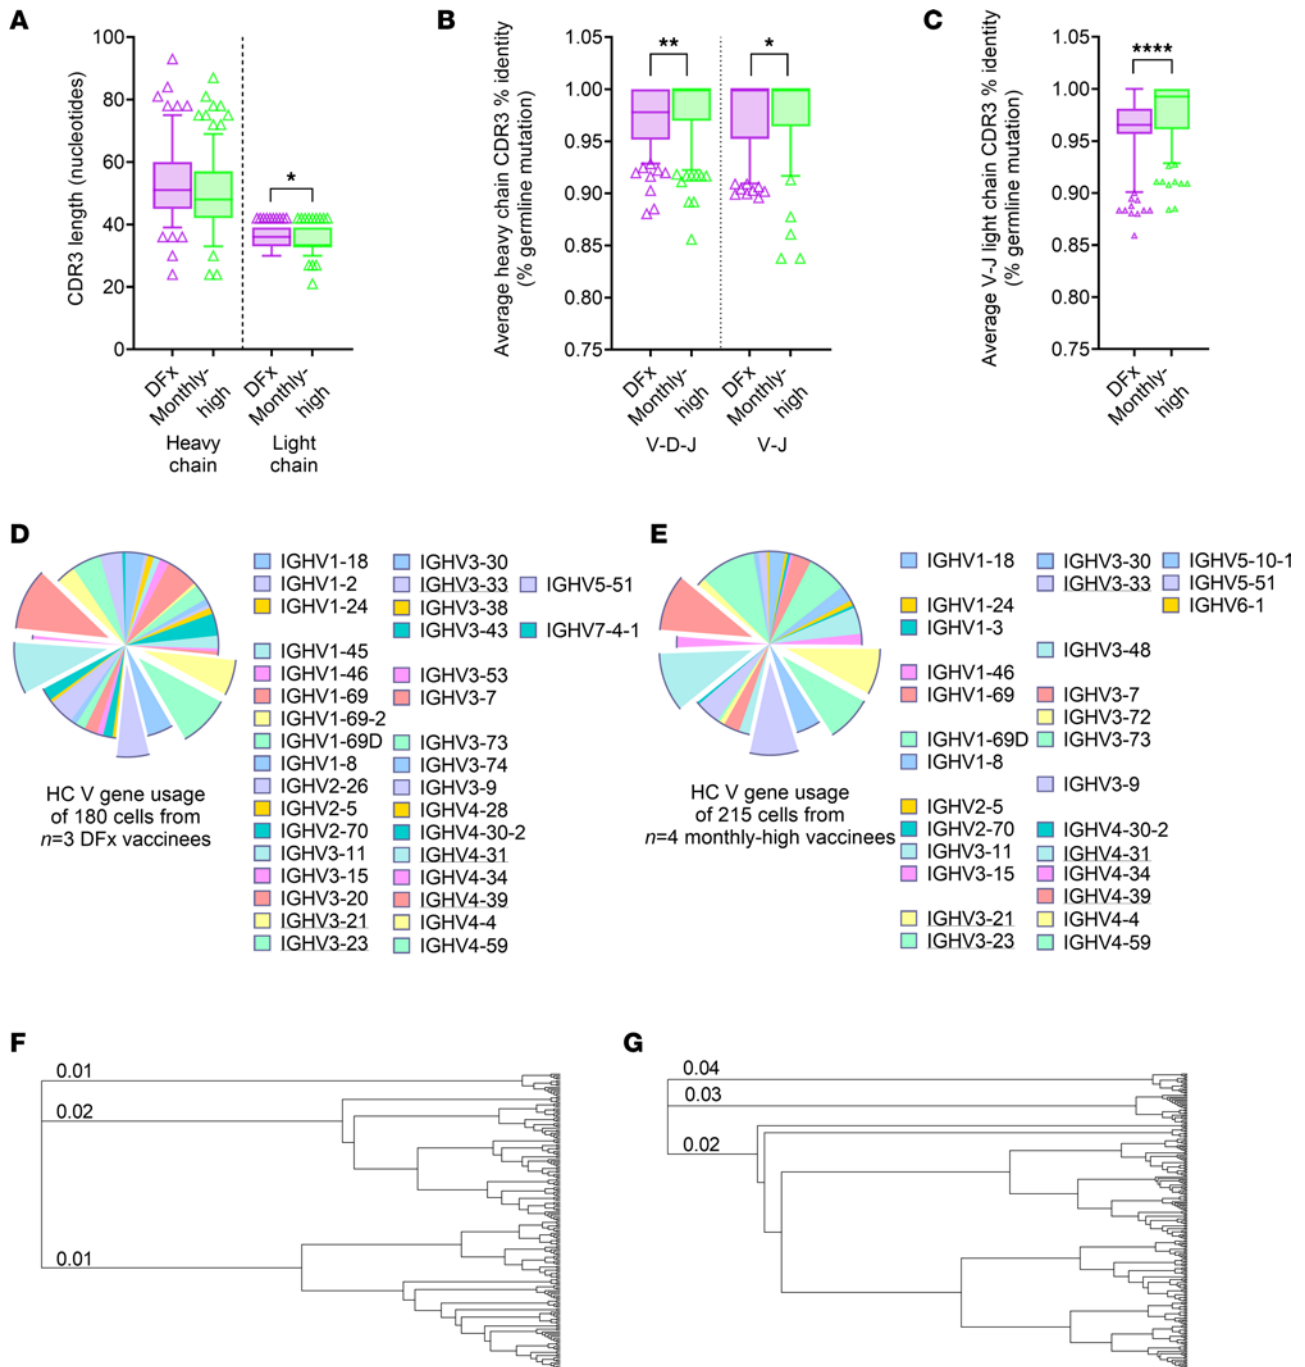 A
CDR3 length (nucleotides)
100
80
60
40
20
0
*
DFx
Monthly-high
DFx
Monthly-high
Heavy chain
Light chain
B
Average heavy chain CDR3 % identity
(% germline mutation)
1.05
1.00
0.95
0.90
0.85
0.80
0.75
**
*
DFx
Monthly-high
DFx
Monthly-high
V-D-J
V-J
C
Average V-J light chain CDR3 % identity
(% germline mutation)
1.05
1.00
0.95
0.90
0.85
0.80
0.75
****
DFx
Monthly-high
D
HC V gene usage
of 180 cells from
n=3 DFx vaccinees
IGHV1-18
IGHV1-2
IGHV1-24
IGHV1-45
IGHV1-46
IGHV1-69
IGHV1-69-2
IGHV1-69D
IGHV1-8
IGHV2-26
IGHV2-5
IGHV2-70
IGHV3-11
IGHV3-15
IGHV3-20
IGHV3-21
IGHV3-23
IGHV3-30
IGHV3-33
IGHV3-38
IGHV3-43
IGHV3-53
IGHV3-7
IGHV3-73
IGHV3-74
IGHV3-9
IGHV4-28
IGHV4-30-2
IGHV4-31
IGHV4-34
IGHV4-39
IGHV4-4
IGHV4-59
IGHV5-51
IGHV7-4-1
E
HC V gene usage
of 215 cells from
n=4 monthly-high vaccinees
IGHV1-18
IGHV1-24
IGHV1-3
IGHV1-46
IGHV1-69
IGHV1-69D
IGHV1-8
IGHV2-5
IGHV2-70
IGHV3-11
IGHV3-15
IGHV3-21
IGHV3-23
IGHV3-30
IGHV3-33
IGHV3-48
IGHV3-7
IGHV3-72
IGHV3-73
IGHV3-9
IGHV4-30-2
IGHV4-31
IGHV4-34
IGHV4-39
IGHV4-4
IGHV4-59
IGHV5-10-1
IGHV5-51
IGHV6-1
F
0.01
0.02
0.01
G
0.04
0.03
0.02